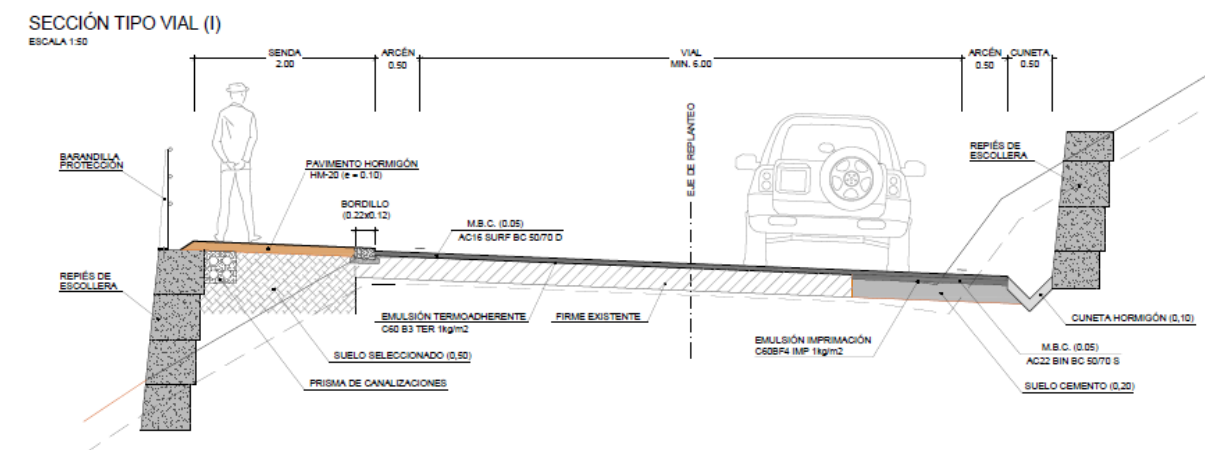 SECCIÓN TIPO VIAL (I)
ESCALA 1:50
SENDA
2.00
ARCÉN
0.50
VIAL
MIN. 6.00
ARCÉN
0.50
CUNETA
0.50
EJE DE REPLANTEO
BARANDILLA
PROTECCIÓN
PAVIMENTO HORMIGÓN
HM-20 (e = 0.10)
BORDILLO
(0.22x0.12)
M.B.C. (0.05)
AC16 SURF BC 50/70 D
REPIÉS DE
ESCOLLERA
REPIÉS DE
ESCOLLERA
EMULSIÓN TERMOADHERENTE
C60 B3 TER 1kg/m2
FIRME EXISTENTE
CUNETA HORMIGÓN (0,10)
EMULSIÓN IMPRIMACIÓN
C60BF4 IMP 1kg/m2
M.B.C. (0.05)
AC22 BIN BC 50/70 S
SUELO SELECCIONADO (0,50)
PRISMA DE CANALIZACIONES
SUELO CEMENTO (0,20)